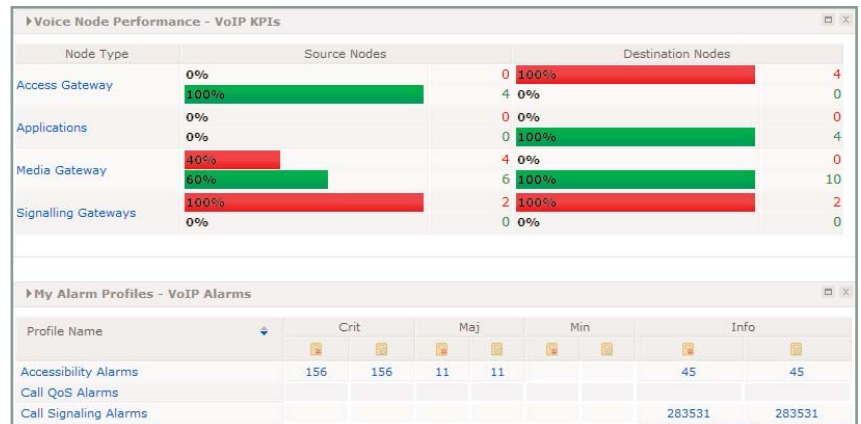 Voice Node Performance - VoIP KPIs
Node Type Source Nodes Destination Nodes
Access Gateway
0% 0 100% 4
100% 4 0% 0
Applications
0% 0 0% 0
0% 0 100% 4
Media Gateway
40% 4 0% 0
60% 6 100% 10
Signalling Gateways
100% 2 100% 2
0% 0 0% 0
My Alarm Profiles - VoIP Alarms
Profile Name Crit Maj Min Info
Accessibility Alarms 156 156 11 11 45 45
Call QoS Alarms
Call Signaling Alarms 283531 283531